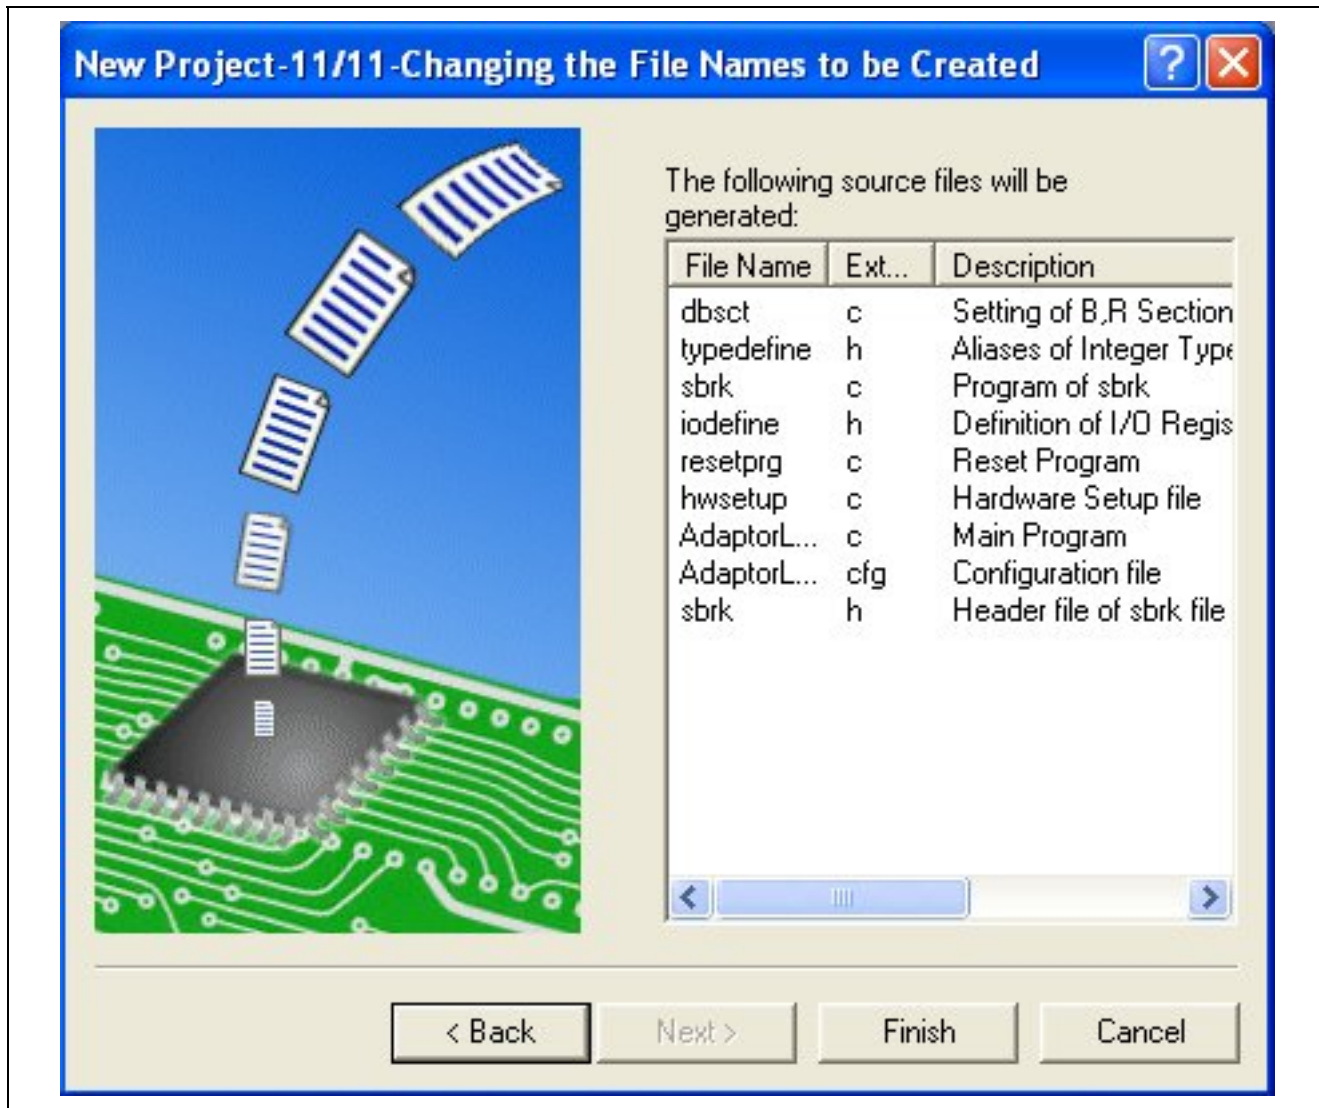 New Project-11/11-Changing the File Names to be Created
The following source files will be
generated:
File Name Ext... Description
dbsct c Setting of B,R Section
typedefine h Aliases of Integer Type
sbrk c Program of sbrk
iodefine h Definition of I/O Regis
resetprg c Reset Program
hwsetup c Hardware Setup file
AdaptorL... c Main Program
AdaptorL... cfg Configuration file
sbrk h Header file of sbrk file
< Back Next > Finish Cancel